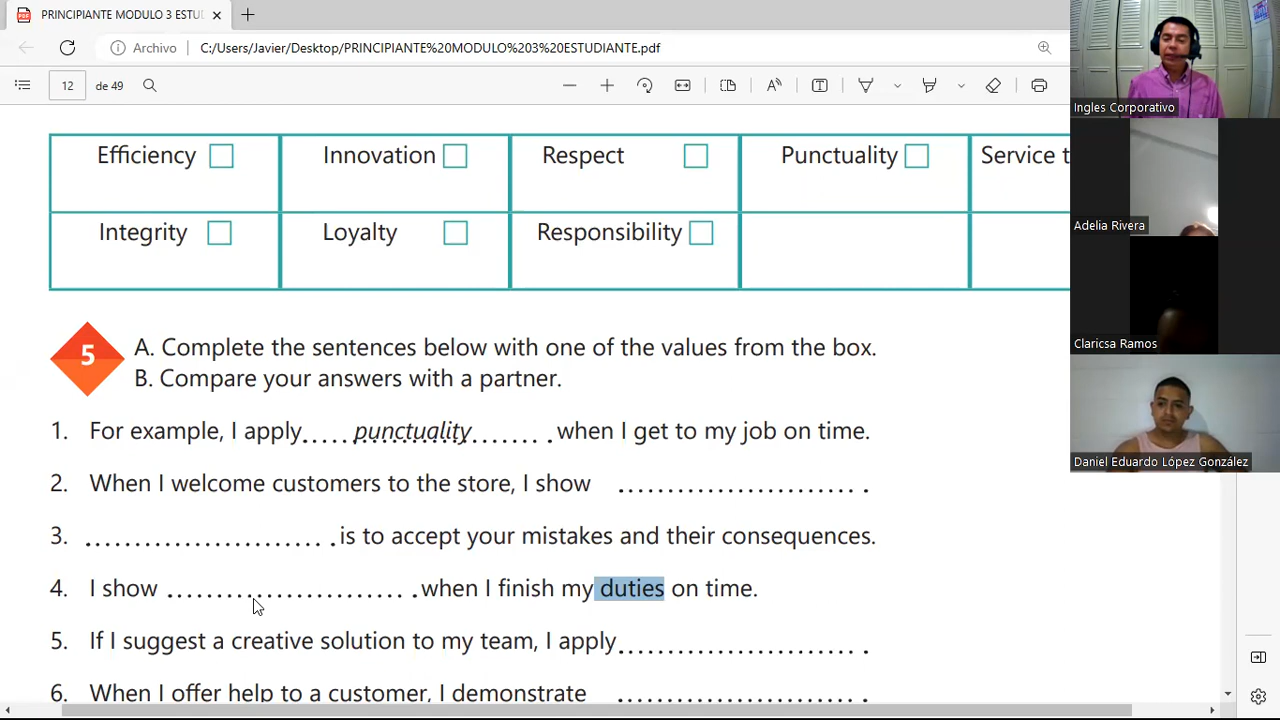 PRINCIPIANTE MODULO 3 ESTU
Archivo C:/Users/Javier/Desktop/PRINCIPIANTE%20MODULO%203%20ESTUDIANTE.pdf
12 de 49
Efficiency Innovation Respect Punctuality Service t
Integrity Loyalty Responsibility
5
A. Complete the sentences below with one of the values from the box.
B. Compare your answers with a partner.
1. For example, I apply..... punctuality ....... .when I get to my job on time.
2. When I welcome customers to the store, I show ....................... .
3. ....................... .is to accept your mistakes and their consequences.
4. I show ....................... .when I finish my duties on time.
5. If I suggest a creative solution to my team, I apply....................... .
6. When I offer help to a customer, I demonstrate ....................... .
Ingles Corporativo
Adelia Rivera
Claricsa Ramos
Daniel Eduardo López González